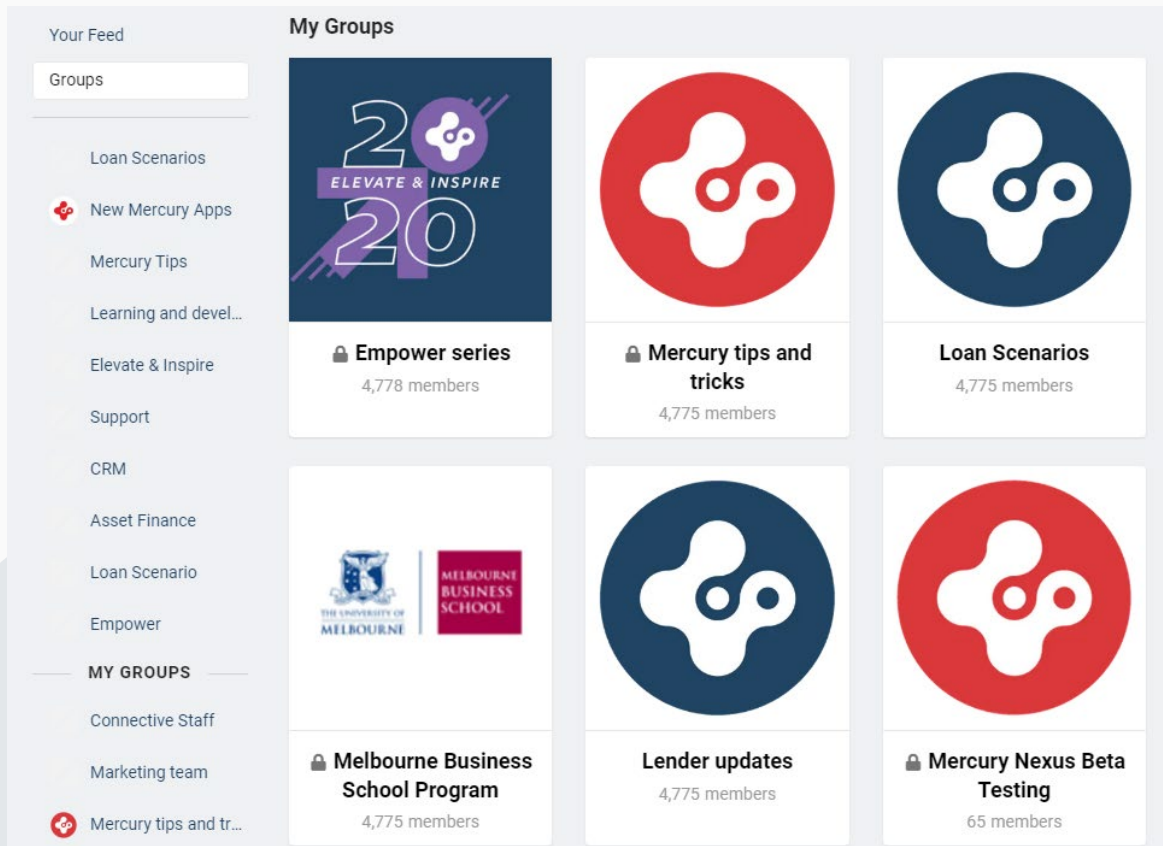 Your Feed
Groups
Loan Scenarios
New Mercury Apps
Mercury Tips
Learning and devel...
Elevate & Inspire
Support
CRM
Asset Finance
Loan Scenario
Empower
MY GROUPS
Connective Staff
Marketing team
Mercury tips and tr...
My Groups
2
ELEVATE & INSPIRE
20
Empower series
4,778 members
Mercury tips and
tricks
4,775 members
Loan Scenarios
4,775 members
THE UNIVERSITY OF
MELBOURNE
MELBOURNE
BUSINESS
SCHOOL
Melbourne Business
School Program
4,775 members
Lender updates
4,775 members
Mercury Nexus Beta
Testing
65 members